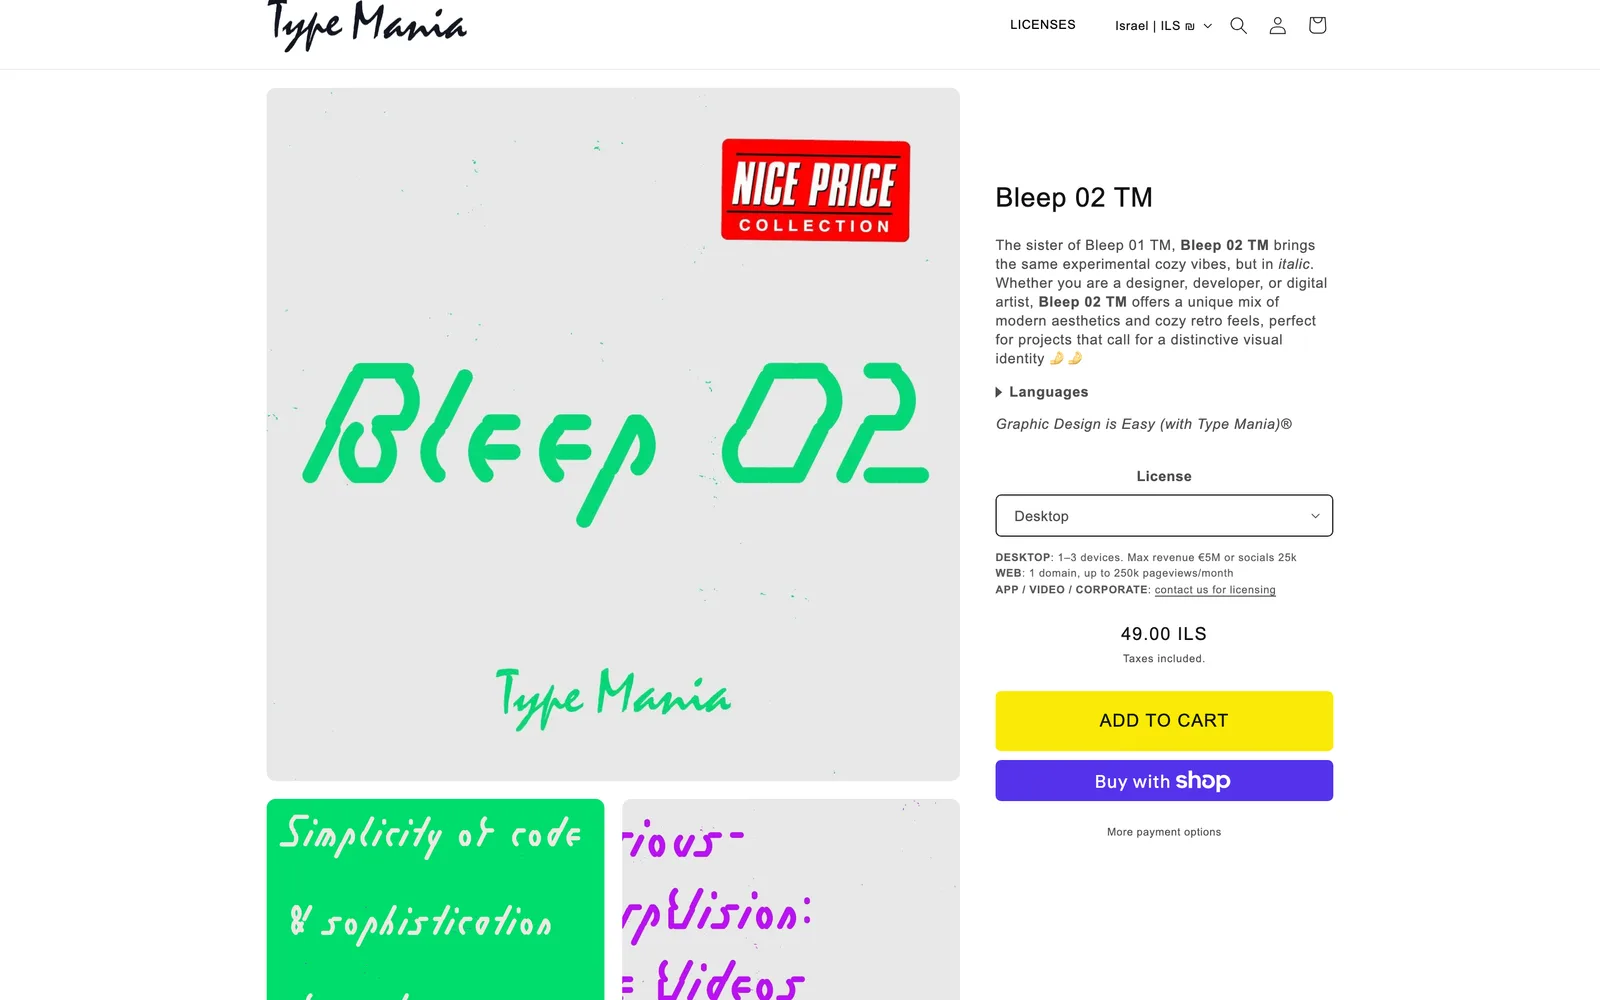 Type Mania
LICENSES
Israel | ILS ₪
NICE PRICE
COLLECTION
Bleep 02
Type Mania
Bleep 02 TM
The sister of Bleep 01 TM, Bleep 02 TM brings
the same experimental cozy vibes, but in italic.
Whether you are a designer, developer, or digital
artist, Bleep 02 TM offers a unique mix of
modern aesthetics and cozy retro feels, perfect
for projects that call for a distinctive visual
identity 🥟🥟
Languages
Graphic Design is Easy (with Type Mania)®
License
Desktop
DESKTOP: 1–3 devices. Max revenue €5M or socials 25k
WEB: 1 domain, up to 250k pageviews/month
APP / VIDEO / CORPORATE: contact us for licensing
49.00 ILS
Taxes included.
ADD TO CART
Buy with shop
More payment options
Simplicity of code
& sophistication
rious-
rpVision:
Videos